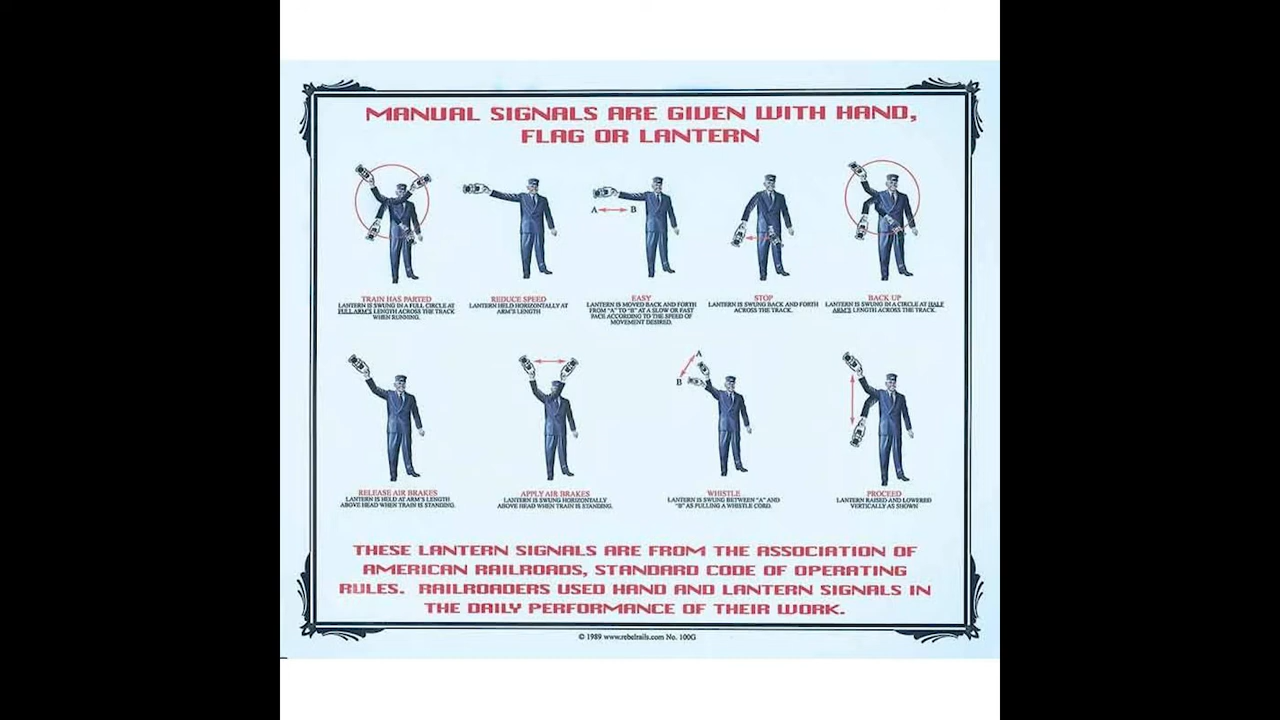 MANUAL SIGNALS ARE GIVEN WITH HAND,
FLAG OR LANTERN
A B
TRAIN HAS PARTED
LANTERN IS SWUNG IN A FULL CIRCLE AT
FULL ARM'S LENGTH ACROSS THE TRACK
WHEN RUNNING.
REDUCE SPEED
LANTERN HELD HORIZONTALLY AT
ARM'S LENGTH
EASY
LANTERN IS MOVED BACK AND FORTH
FROM "A" TO "B" AT A SLOW OR FAST
PACE ACCORDING TO THE SPEED OF
MOVEMENT DESIRED.
STOP
LANTERN IS SWUNG BACK AND FORTH
ACROSS THE TRACK.
BACK UP
LANTERN IS SWUNG IN A CIRCLE AT HALF
ARM'S LENGTH ACROSS THE TRACK.
A
B
RELEASE AIR BRAKES
LANTERN IS HELD AT ARM'S LENGTH
ABOVE HEAD WHEN TRAIN IS STANDING.
APPLY AIR BRAKES
LANTERN IS SWUNG HORIZONTALLY
ABOVE HEAD WHEN TRAIN IS STANDING.
WHISTLE
LANTERN IS SWUNG BETWEEN "A" AND
"B" AS PULLING A WHISTLE CORD.
PROCEED
LANTERN RAISED AND LOWERED
VERTICALLY AS SHOWN
THESE LANTERN SIGNALS ARE FROM THE ASSOCIATION OF
AMERICAN RAILROADS, STANDARD CODE OF OPERATING
RULES. RAILROADERS USED HAND AND LANTERN SIGNALS IN
THE DAILY PERFORMANCE OF THEIR WORK.
© 1989 www.rebelrails.com No. 100G